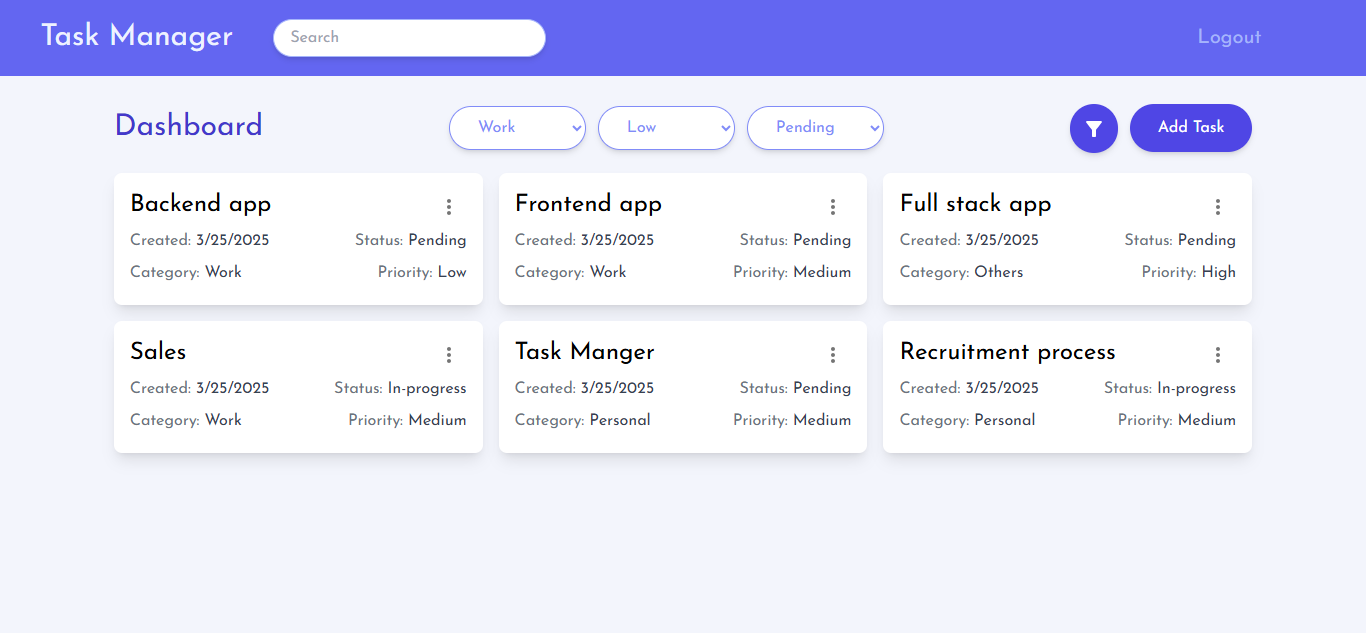 Task Manager
Search
Logout
Dashboard
Work
Low
Pending
Add Task
Backend app
Created: 3/25/2025 Status: Pending
Category: Work Priority: Low
Frontend app
Created: 3/25/2025 Status: Pending
Category: Work Priority: Medium
Full stack app
Created: 3/25/2025 Status: Pending
Category: Others Priority: High
Sales
Created: 3/25/2025 Status: In-progress
Category: Work Priority: Medium
Task Manger
Created: 3/25/2025 Status: Pending
Category: Personal Priority: Medium
Recruitment process
Created: 3/25/2025 Status: In-progress
Category: Personal Priority: Medium